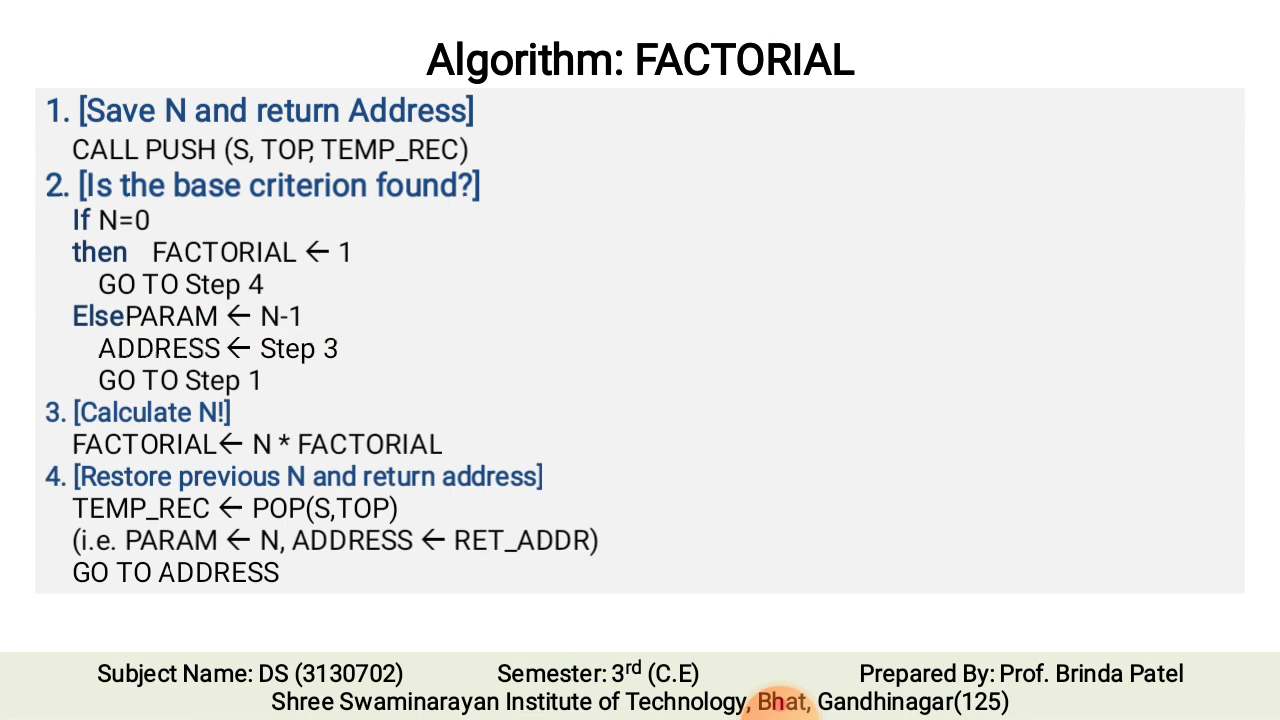 Algorithm: FACTORIAL
1. [Save N and return Address]
CALL PUSH (S, TOP, TEMP_REC)
2. [Is the base criterion found?]
If N=0
then FACTORIAL ← 1
GO TO Step 4
ElsePARAM ← N-1
ADDRESS ← Step 3
GO TO Step 1
3. [Calculate N!]
FACTORIAL← N * FACTORIAL
4. [Restore previous N and return address]
TEMP_REC ← POP(S,TOP)
(i.e. PARAM ← N, ADDRESS ← RET_ADDR)
GO TO ADDRESS
Subject Name: DS (3130702) Semester: 3rd (C.E) Prepared By: Prof. Brinda Patel
Shree Swaminarayan Institute of Technology, Bhat, Gandhinagar(125)